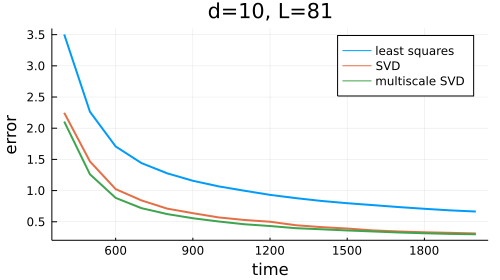 d=10, L=81
3.5
3.0
2.5
2.0
1.5
1.0
0.5
error
least squares
SVD
multiscale SVD
600 900 1200 1500 1800
time